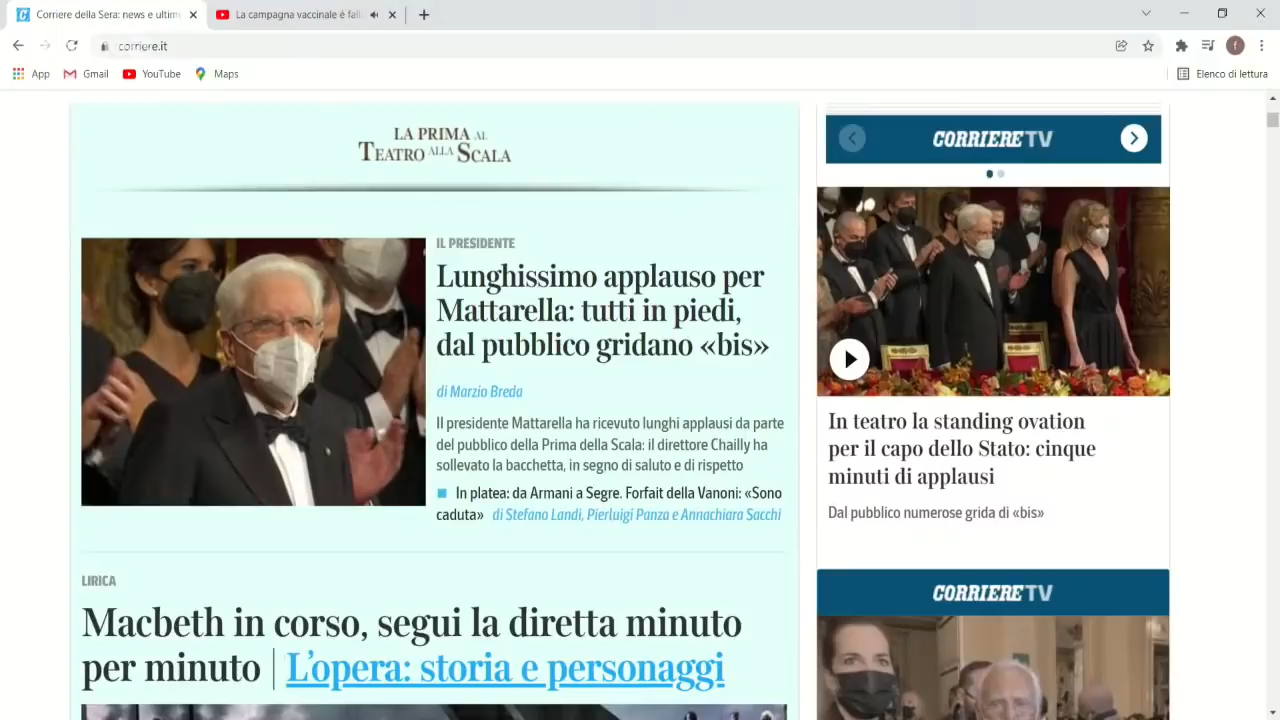 Corriere della Sera: news e ultim
La campagna vaccinale è fall
corriere.it
f
App
Gmail
YouTube
Maps
Elenco di lettura
LA PRIMA AL
TEATRO ALLA SCALA
IL PRESIDENTE
Lunghissimo applauso per
Mattarella: tutti in piedi,
dal pubblico gridano «bis»
di Marzio Breda
Il presidente Mattarella ha ricevuto lunghi applausi da parte
del pubblico della Prima della Scala: il direttore Chailly ha
sollevato la bacchetta, in segno di saluto e di rispetto
In platea: da Armani a Segre. Forfait della Vanoni: «Sono
caduta» di Stefano Landi, Pierluigi Panza e Annachiara Sacchi
LIRICA
Macbeth in corso, segui la diretta minuto
per minuto | L'opera: storia e personaggi
CORRIERE TV
In teatro la standing ovation
per il capo dello Stato: cinque
minuti di applausi
Dal pubblico numerose grida di «bis»
CORRIERE TV